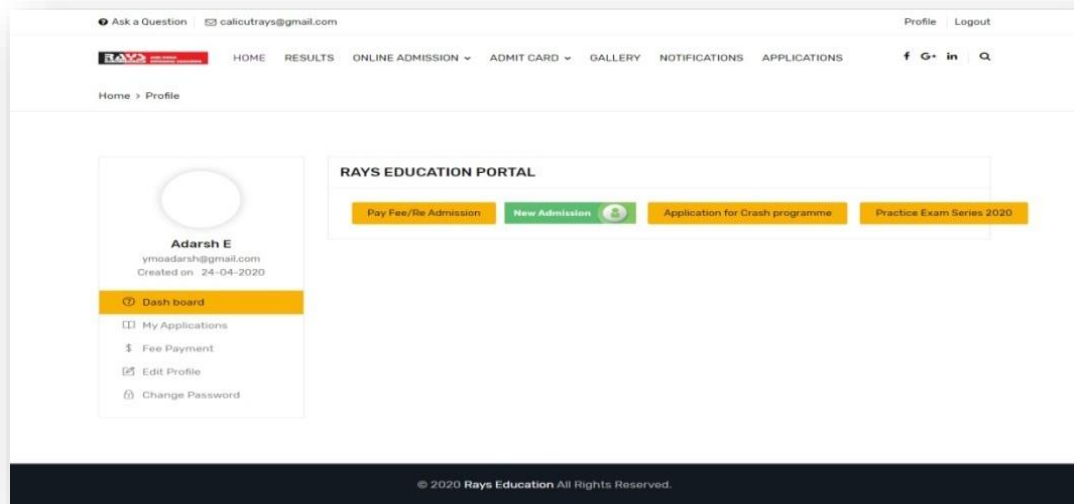 Ask a Question calicutrays@gmail.com Profile Logout
RAYS HOME RESULTS ONLINE ADMISSION ADMIT CARD GALLERY NOTIFICATIONS APPLICATIONS
Home > Profile
RAYS EDUCATION PORTAL
Pay Fee/Re Admission New Admission Application for Crash programme Practice Exam Series 2020
Adarsh E
ymoadarsh@gmail.com
Created on 24-04-2020
Dash board
My Applications
Fee Payment
Edit Profile
Change Password
© 2020 Rays Education All Rights Reserved.